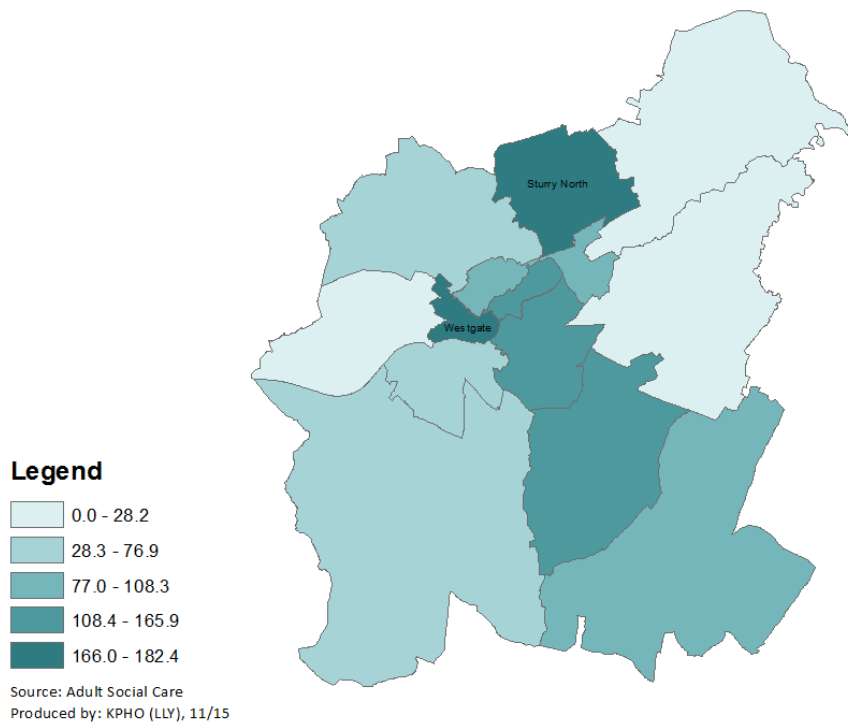 Sturry North
Westgate
Legend
0.0 - 28.2
28.3 - 76.9
77.0 - 108.3
108.4 - 165.9
166.0 - 182.4
Source: Adult Social Care
Produced by: KPHO (LLY), 11/15